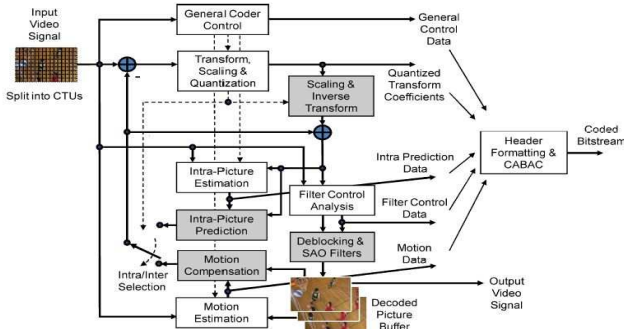 Input
Video
Signal
Split into CTUs
General Coder
Control
Transform,
Scaling &
Quantization
-
Scaling &
Inverse
Transform
General
Control
Data
Quantized
Transform
Coefficients
Header
Formatting &
CABAC
Coded
Bitstream
Intra-Picture
Estimation
Intra-Picture
Prediction
Filter Control
Analysis
Deblocking &
SAO Filters
Intra Prediction
Data
Filter Control
Data
Motion
Data
Motion
Compensation
Intra/Inter
Selection
Motion
Estimation
Decoded
Picture
Buffer
Output
Video
Signal